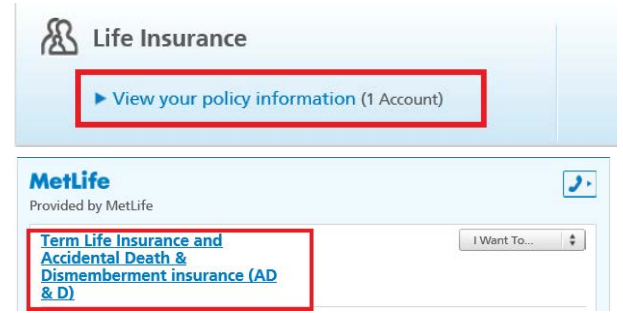 Life Insurance
View your policy information (1 Account)
MetLife
Provided by MetLife
Term Life Insurance and
Accidental Death &
Dismemberment insurance (AD
& D)
I Want To...